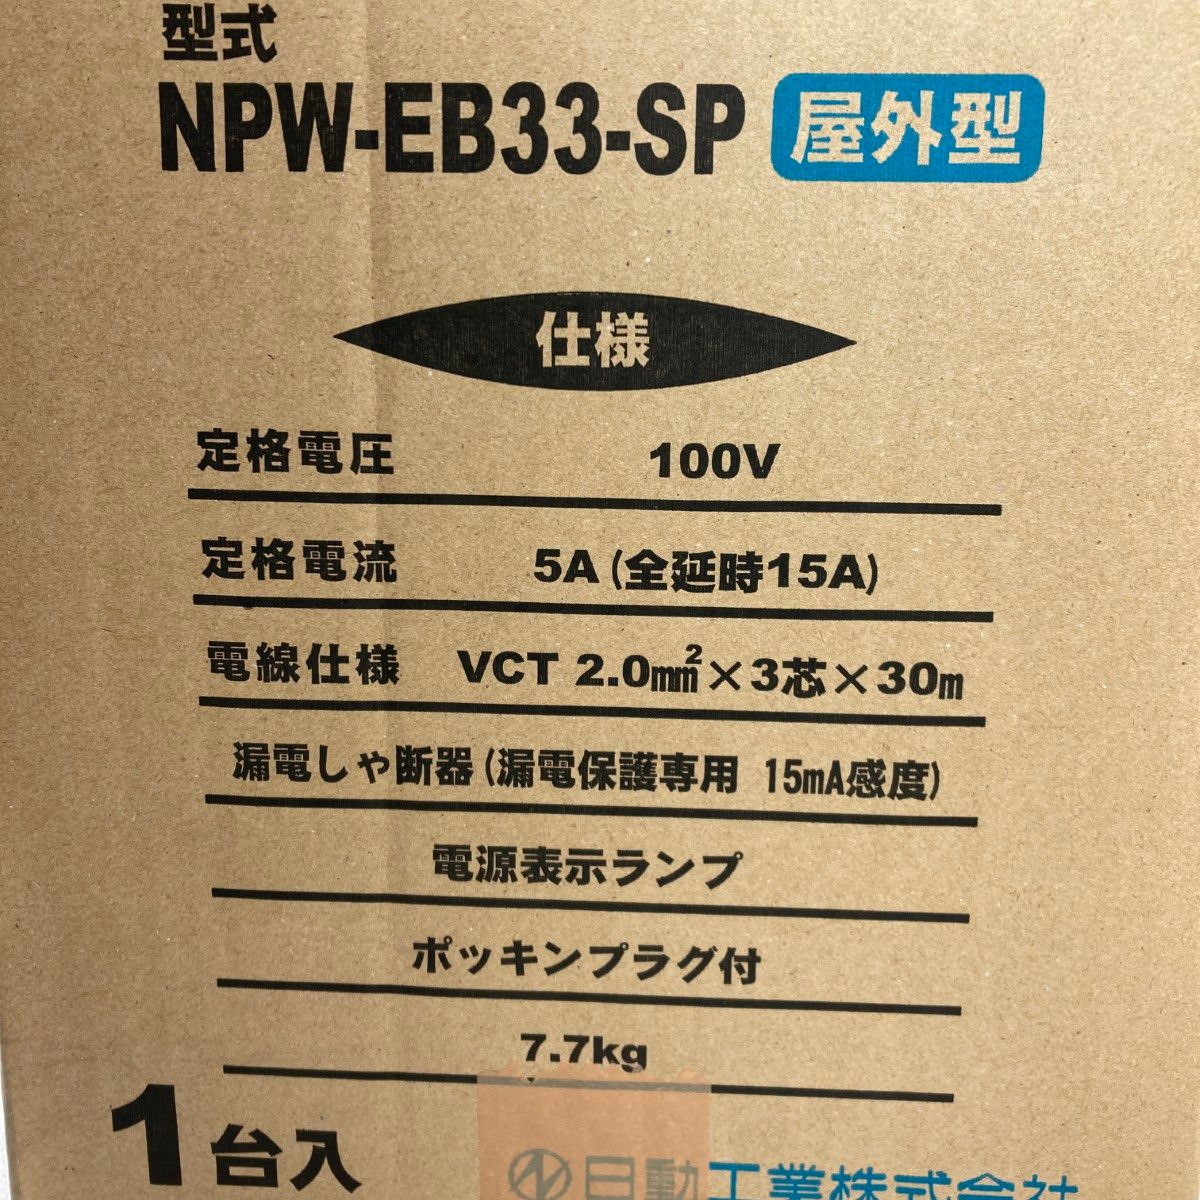 型式
NPW-EB33-SP 屋外型
仕様
定格電圧 100V
定格電流 5A(全延時15A)
電線仕様 VCT 2.0㎟×3芯×30m
漏電しゃ断器(漏電保護専用 15mA感度)
電源表示ランプ
ポッキンプラグ付
7.7kg
1台入
日動工業株式会社